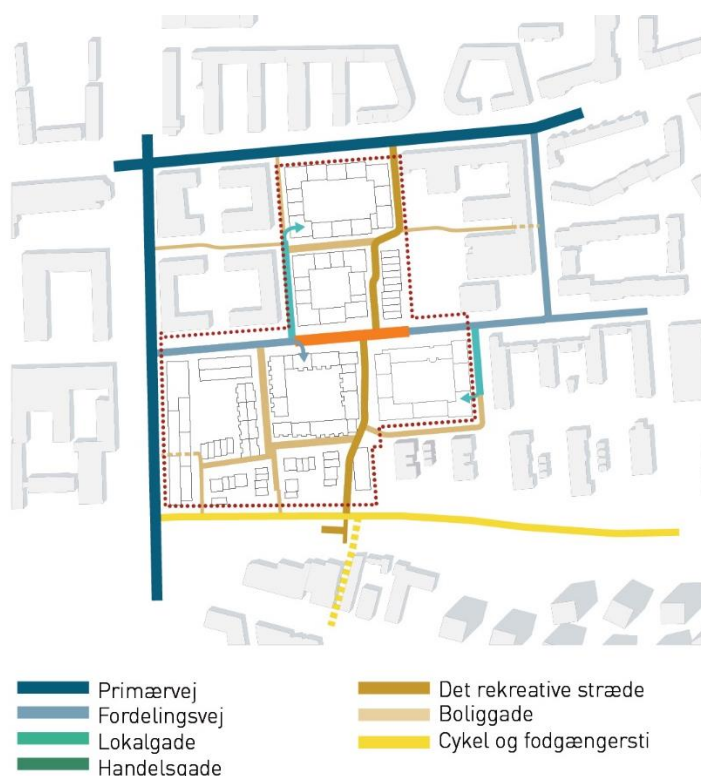 Primærvej
Fordelingsvej
Lokalgade
Handelsgade
Det rekreative stræde
Boliggade
Cykel og fodgængersti